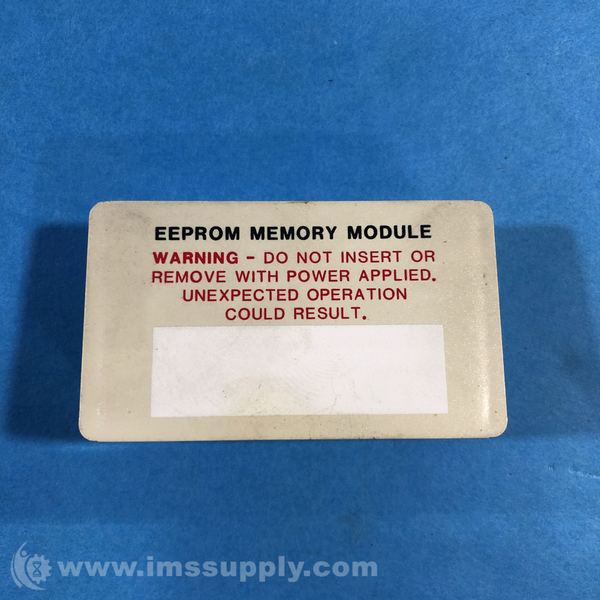 EEPROM MEMORY MODULE
WARNING - DO NOT INSERT OR
REMOVE WITH POWER APPLIED.
UNEXPECTED OPERATION
COULD RESULT.
www.imssupply.com